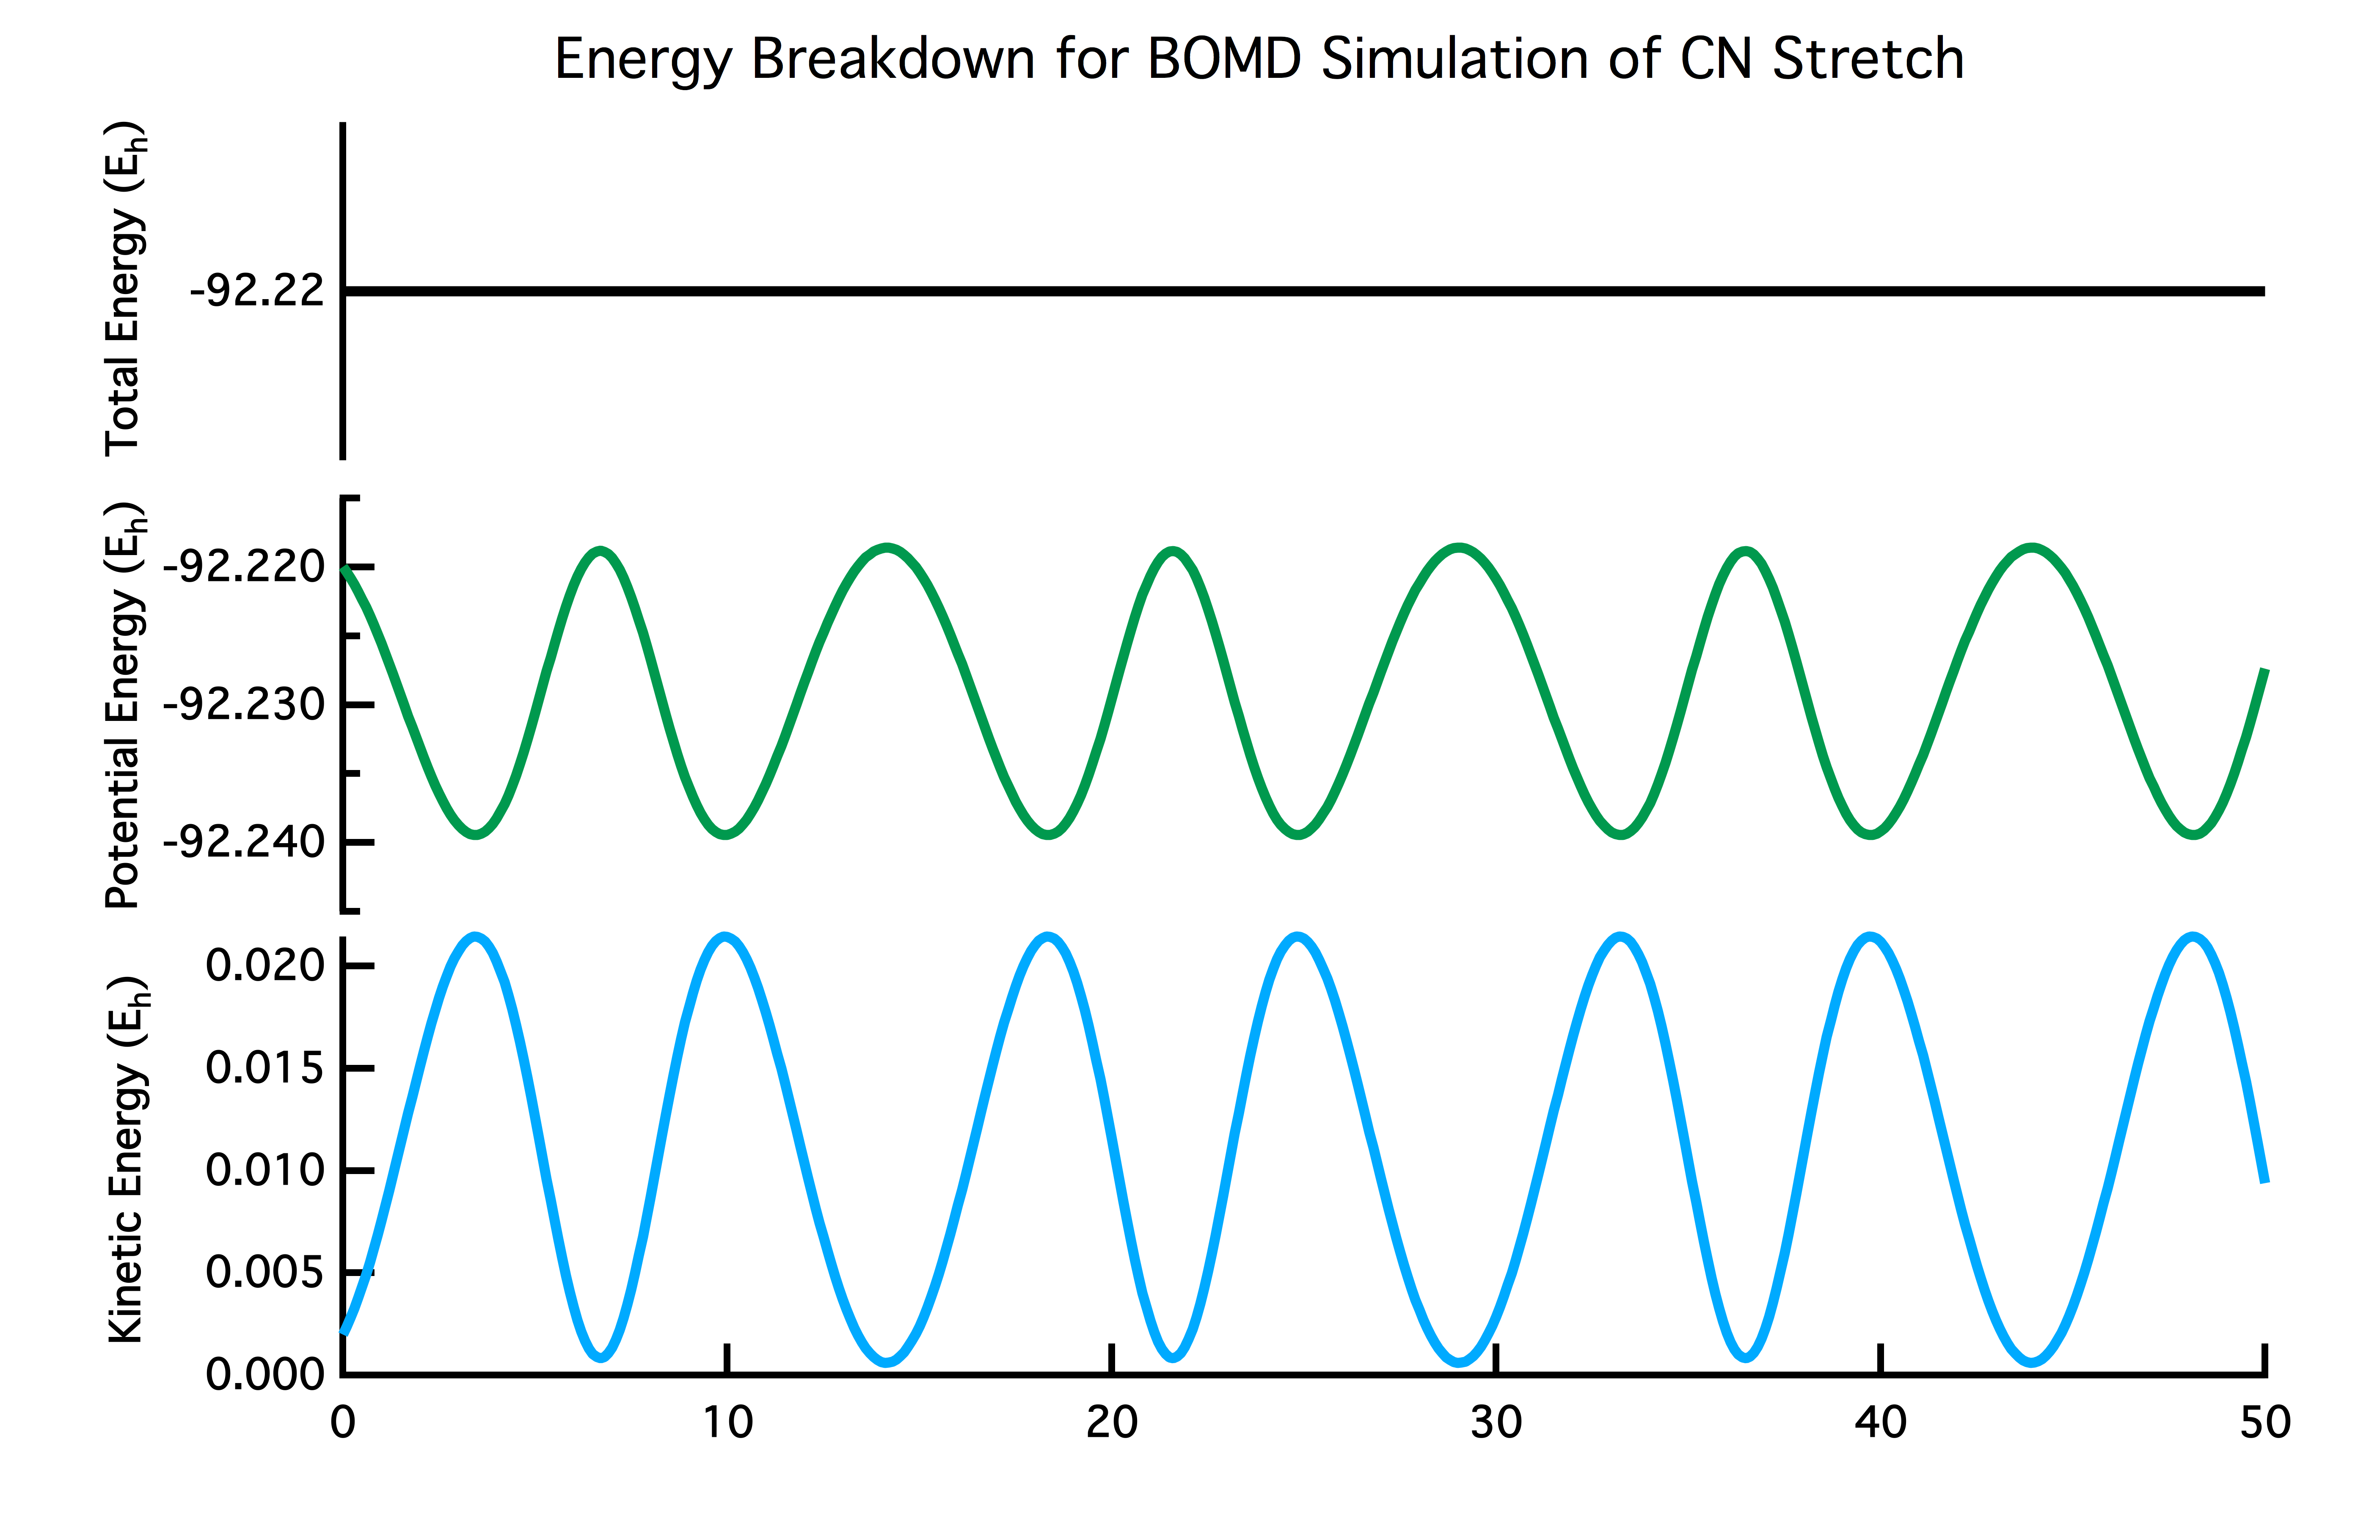 Energy Breakdown for BOMD Simulation of CN Stretch
Total Energy (Eh)
-92.22
Potential Energy (Eh)
-92.220
-92.230
-92.240
Kinetic Energy (Eh)
0.020
0.015
0.010
0.005
0.000
0 10 20 30 40 50